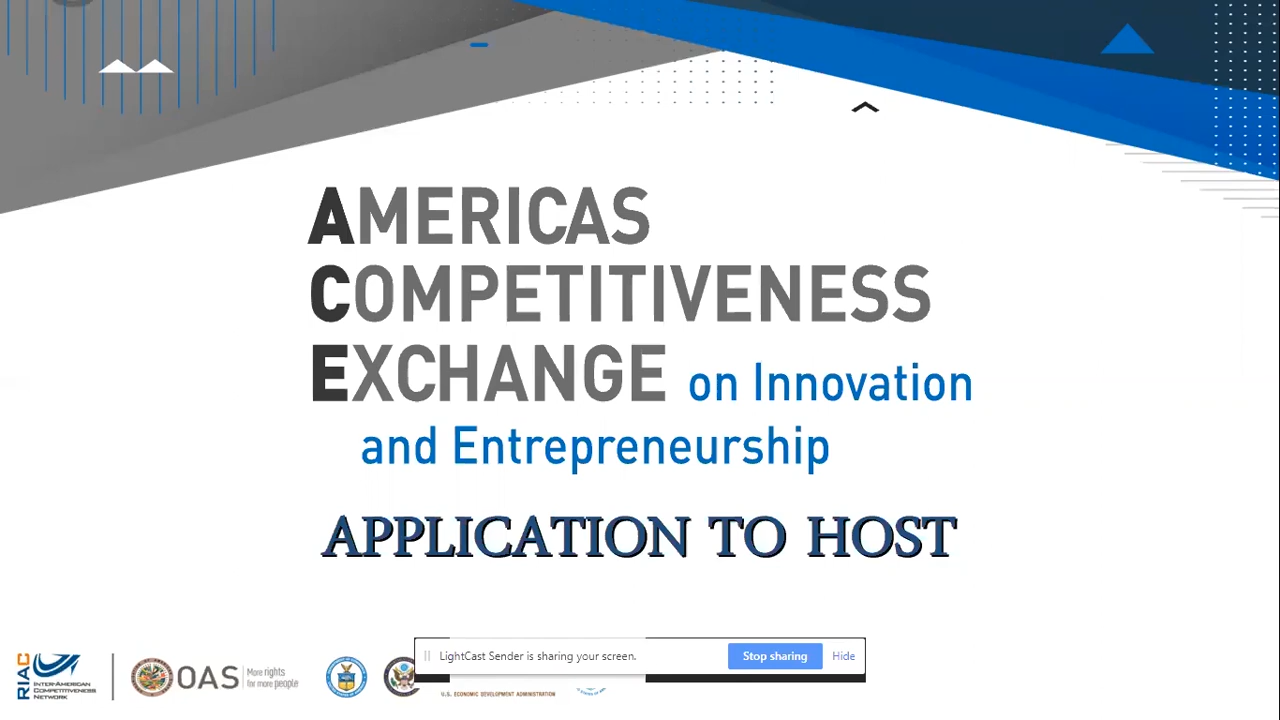 AMERICAS
COMPETITIVENESS
EXCHANGE on Innovation
and Entrepreneurship
APPLICATION TO HOST
RIAC
INTER-AMERICAN
COMPETITIVENESS
NETWORK
OAS
More rights
for more people
LightCast Sender is sharing your screen.
Stop sharing
Hide
U.S. ECONOMIC DEVELOPMENT ADMINISTRATION